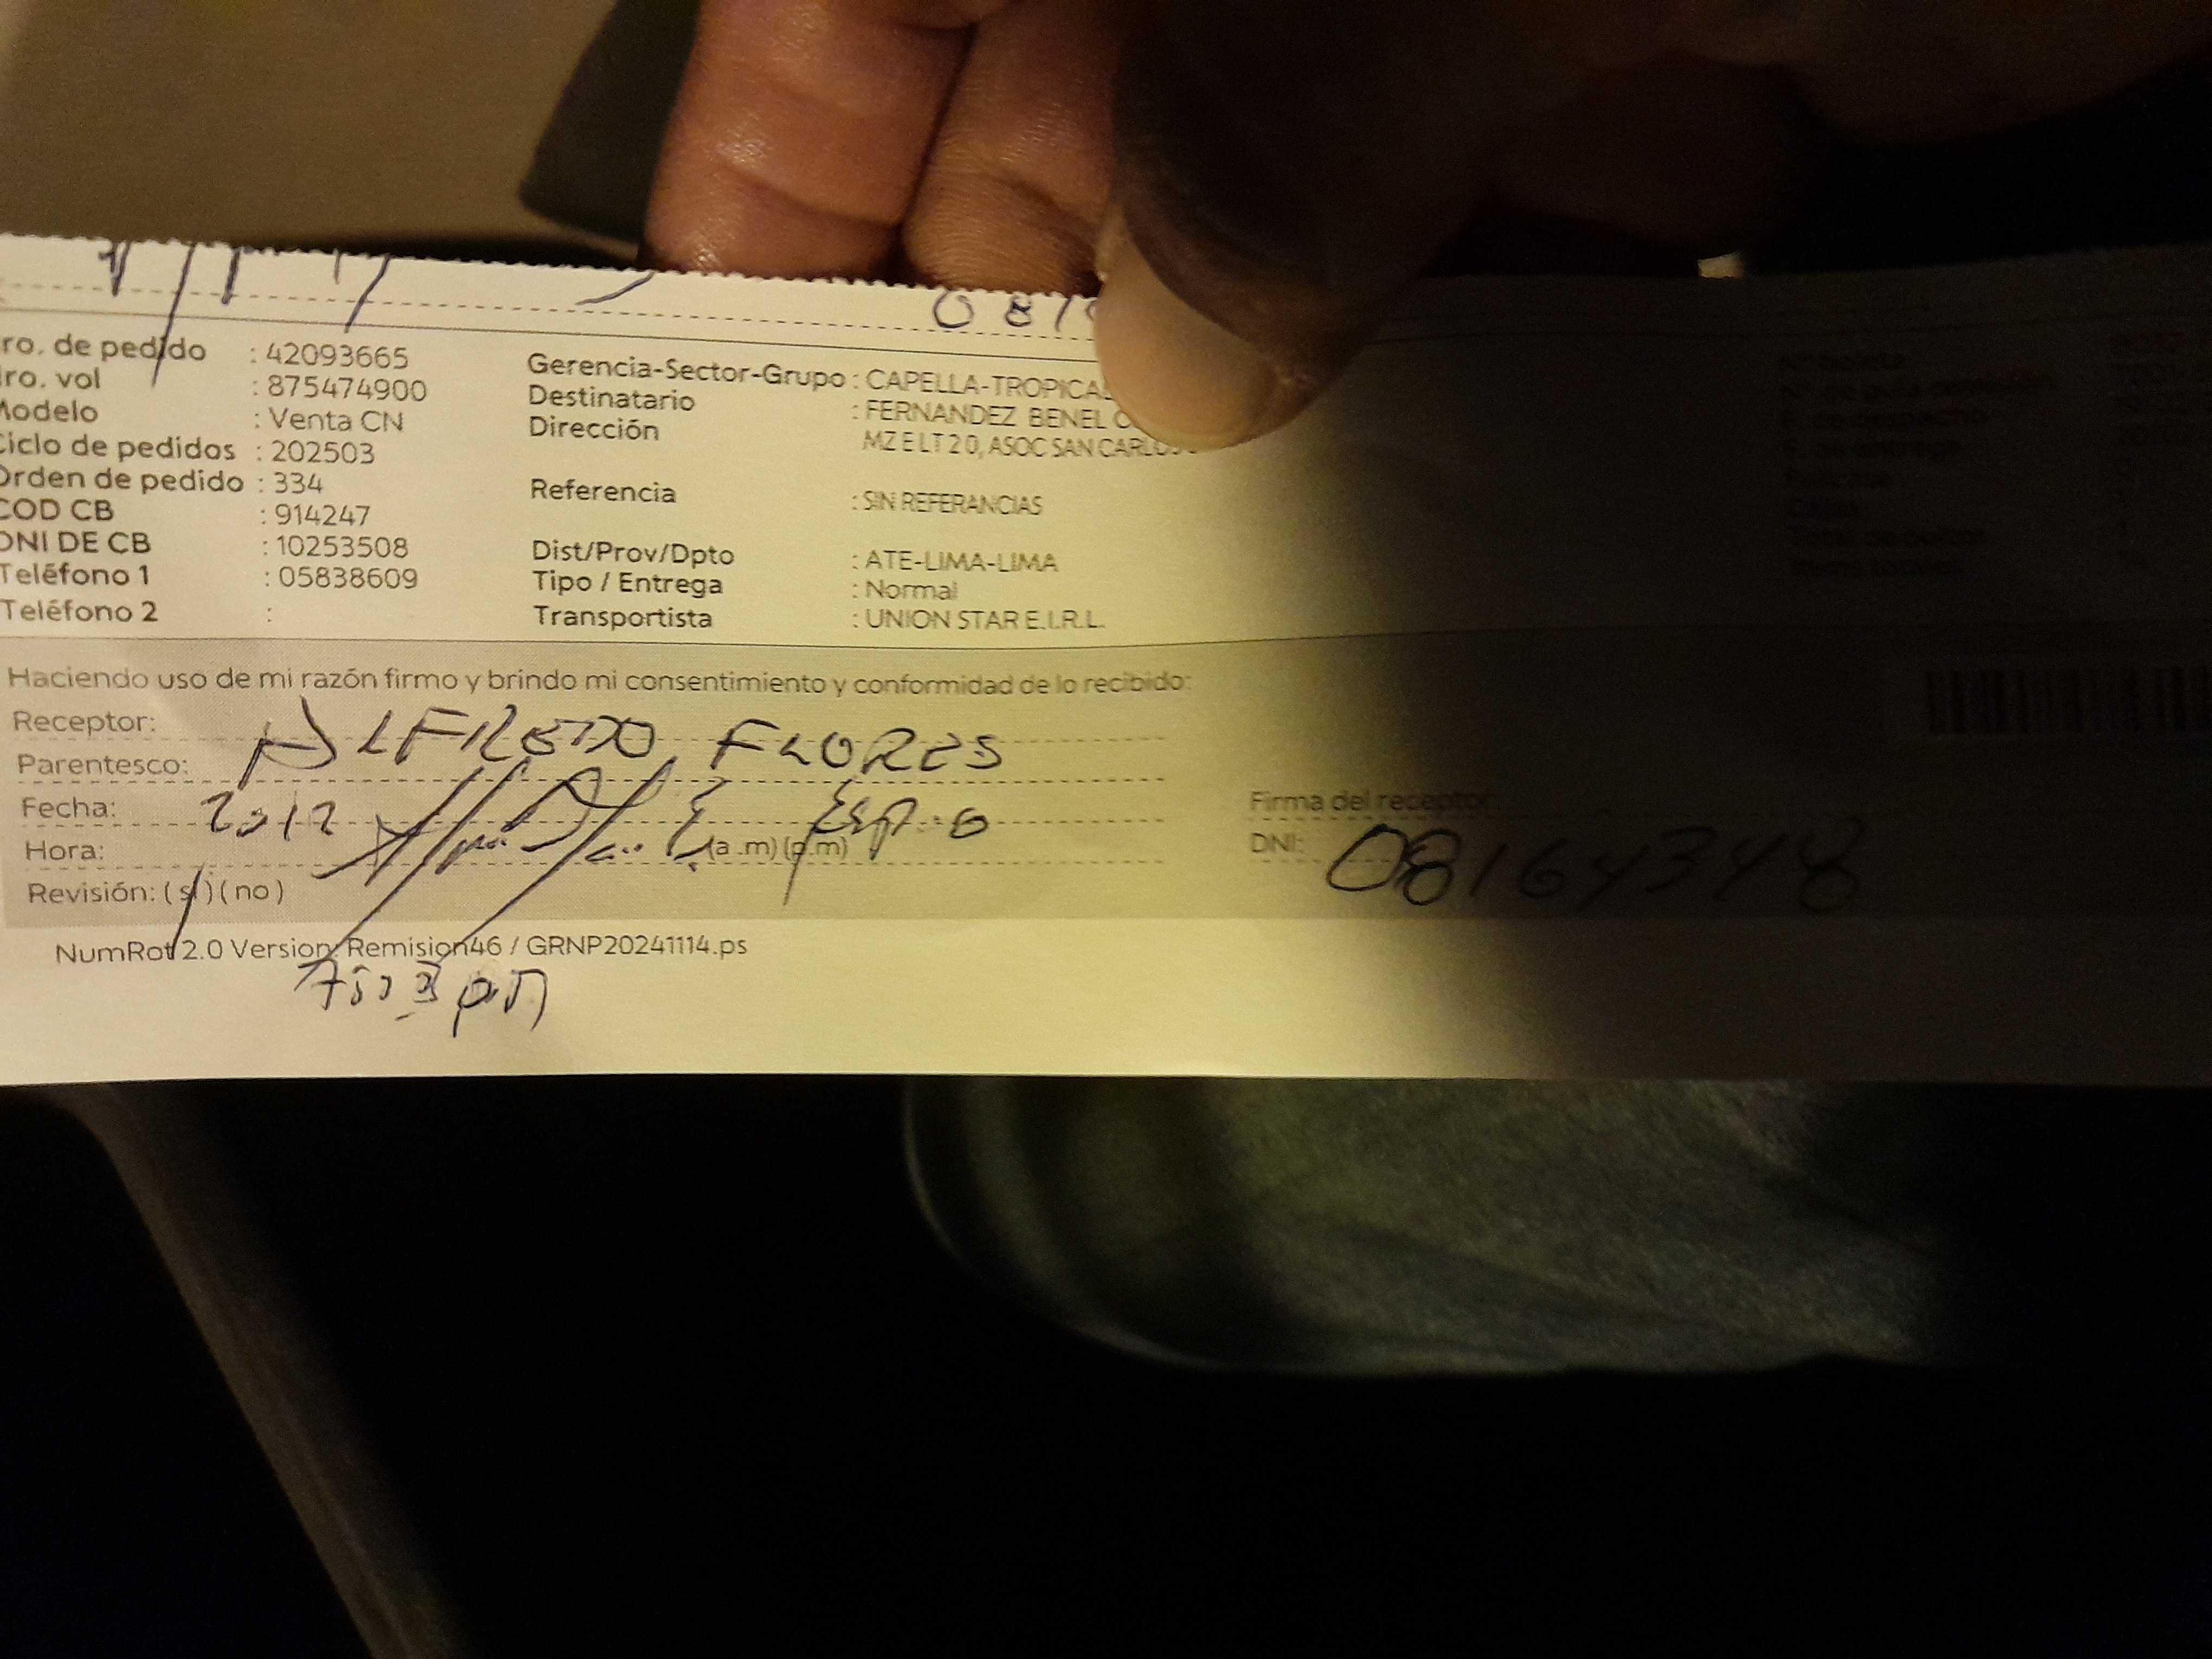 ro. de pedido : 42093665
ro. vol : 875474900
Modelo : Venta CN
Ciclo de pedidos : 202503
Orden de pedido : 334
COD CB : 914247
DNI DE CB : 10253508
Teléfono 1 : 05838609
Teléfono 2 :
Gerencia-Sector-Grupo : CAPELLA-TROPICAL
Destinatario : FERNANDEZ BENEL
Dirección : MZ E LT 20, ASOC SAN CARLOS
Referencia : SIN REFERANCIAS
Dist/Prov/Dpto : ATE-LIMA-LIMA
Tipo / Entrega : Normal
Transportista : UNION STAR E.I.R.L.
Haciendo uso de mi razón firmo y brindo mi consentimiento y conformidad de lo recibido:
Receptor: ALFREDO FLORES
Parentesco:
Fecha: 2012
Hora: (a.m) (p.m)
Revisión: (si) (no)
Firma del receptor
DNI: 08164348
NumRot 2.0 Version: Remision46 / GRNP20241114.ps